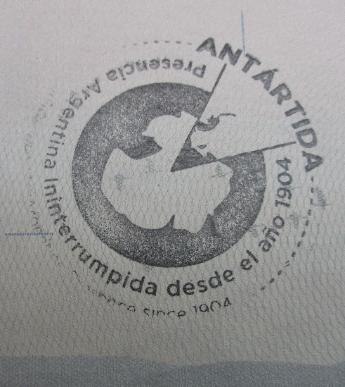 ANTÁRTIDA
Presencia Argentina Ininterrumpida desde el año 1904
since 1904